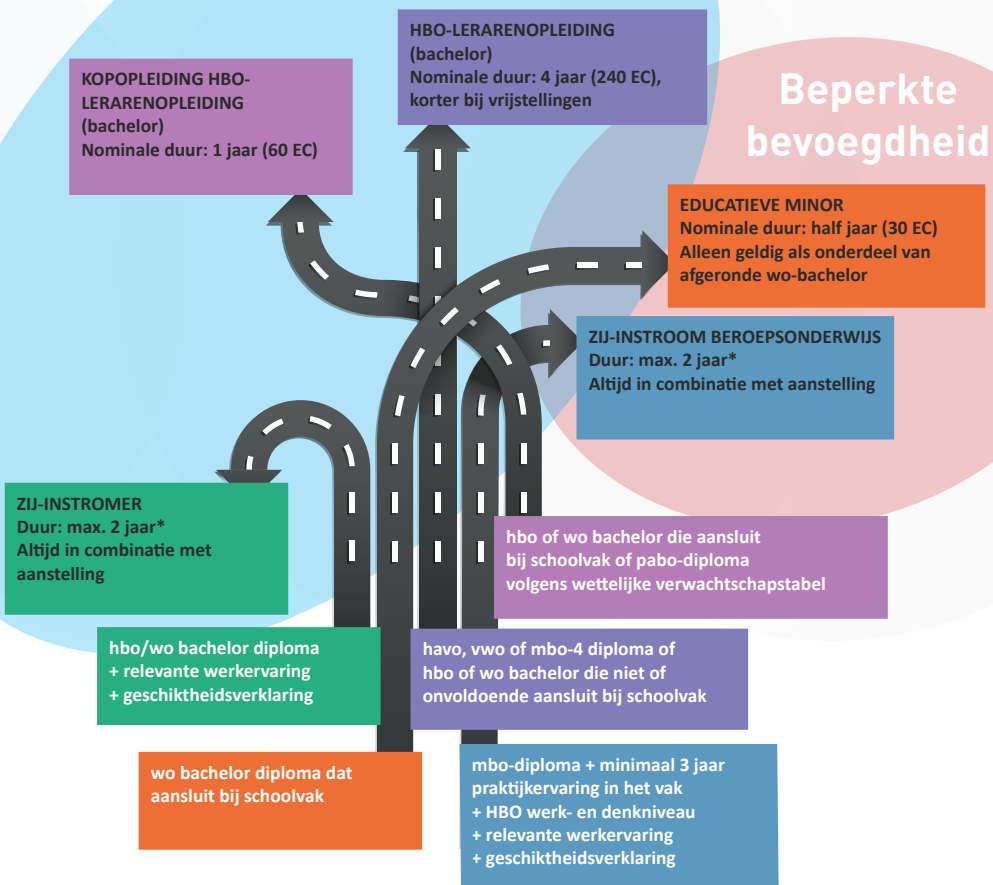 HBO-LERARENOPLEIDING
(bachelor)
Nominale duur: 4 jaar (240 EC),
korter bij vrijstellingen
KOPOPLEIDING HBO-
LERARENOPLEIDING
(bachelor)
Nominale duur: 1 jaar (60 EC)
Beperkte
bevoegdheid
EDUCATIEVE MINOR
Nominale duur: half jaar (30 EC)
Alleen geldig als onderdeel van
afgeronde wo-bachelor
ZIJ-INSTROOM BEROEPSONDERWIJS
Duur: max. 2 jaar*
Altijd in combinatie met aanstelling
ZIJ-INSTROMER
Duur: max. 2 jaar*
Altijd in combinatie met
aanstelling
hbo of wo bachelor die aansluit
bij schoolvak of pabo-diploma
volgens wettelijke verwachtschapstabel
hbo/wo bachelor diploma
+ relevante werkervaring
+ geschiktheidsverklaring
havo, vwo of mbo-4 diploma of
hbo of wo bachelor die niet of
onvoldoende aansluit bij schoolvak
wo bachelor diploma dat
aansluit bij schoolvak
mbo-diploma + minimaal 3 jaar
praktijkervaring in het vak
+ HBO werk- en denkniveau
+ relevante werkervaring
+ geschiktheidsverklaring